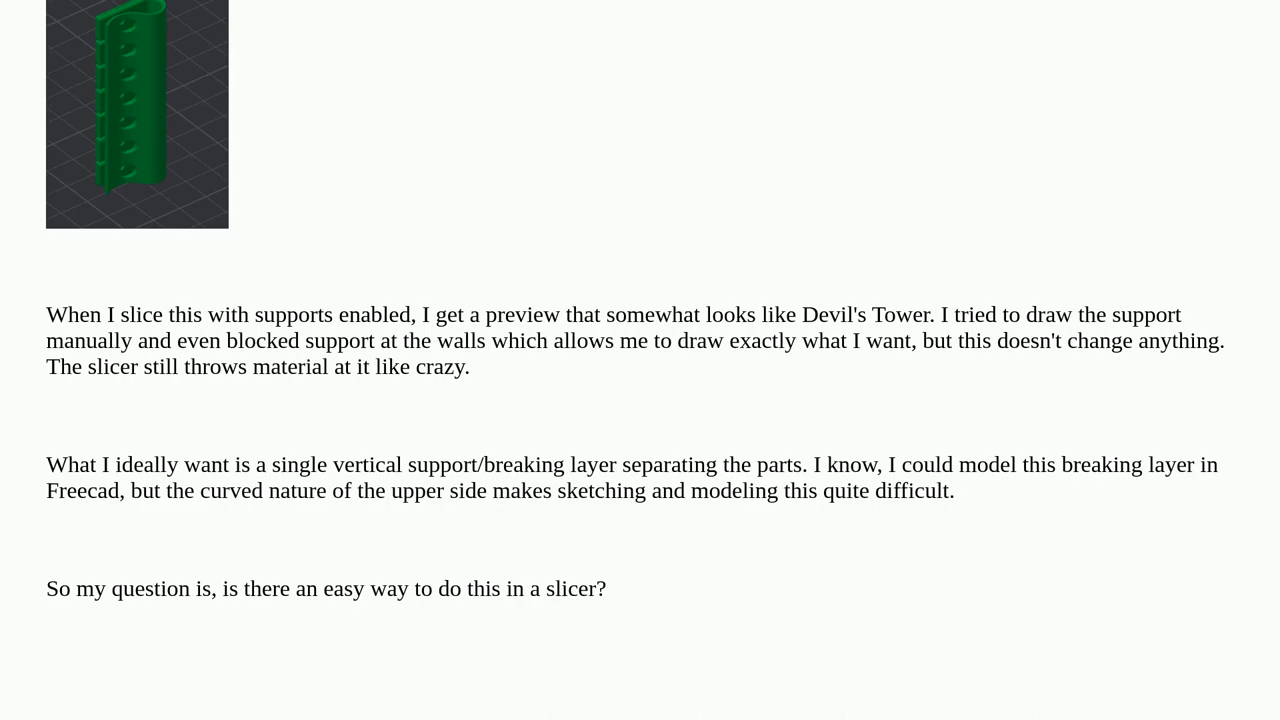 When I slice this with supports enabled, I get a preview that somewhat looks like Devil's Tower. I tried to draw the support
manually and even blocked support at the walls which allows me to draw exactly what I want, but this doesn't change anything.
The slicer still throws material at it like crazy.
What I ideally want is a single vertical support/breaking layer separating the parts. I know, I could model this breaking layer in
Freecad, but the curved nature of the upper side makes sketching and modeling this quite difficult.
So my question is, is there an easy way to do this in a slicer?